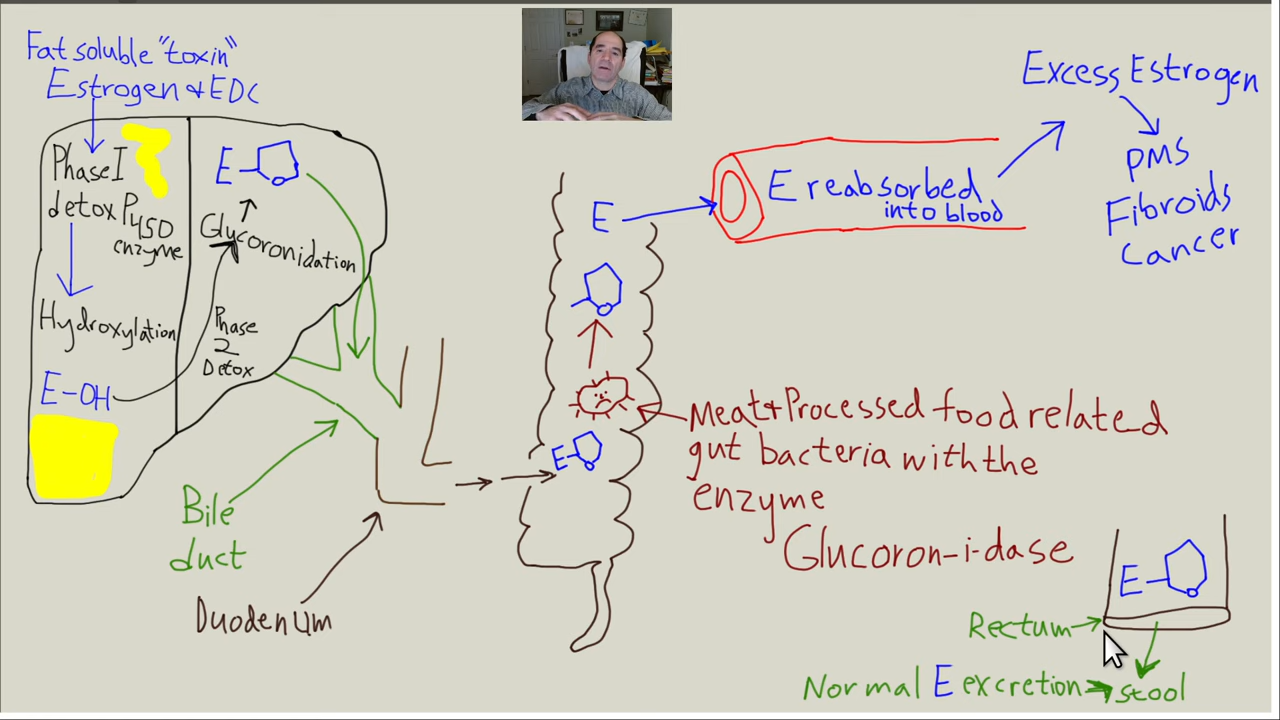 Fat soluble "toxin"
Estrogen & EDC
Phase I
detox P450
enzyme
Hydroxylation
E-OH
E
Glucoronidation
Phase
2
Detox
Bile
duct
Duodenum
E
E
E reabsorbed
into blood
Excess Estrogen
PMS
Fibroids
Cancer
Meat & Processed food related
gut bacteria with the
enzyme
Glucoron-i-dase
E
Rectum
Normal E excretion
stool